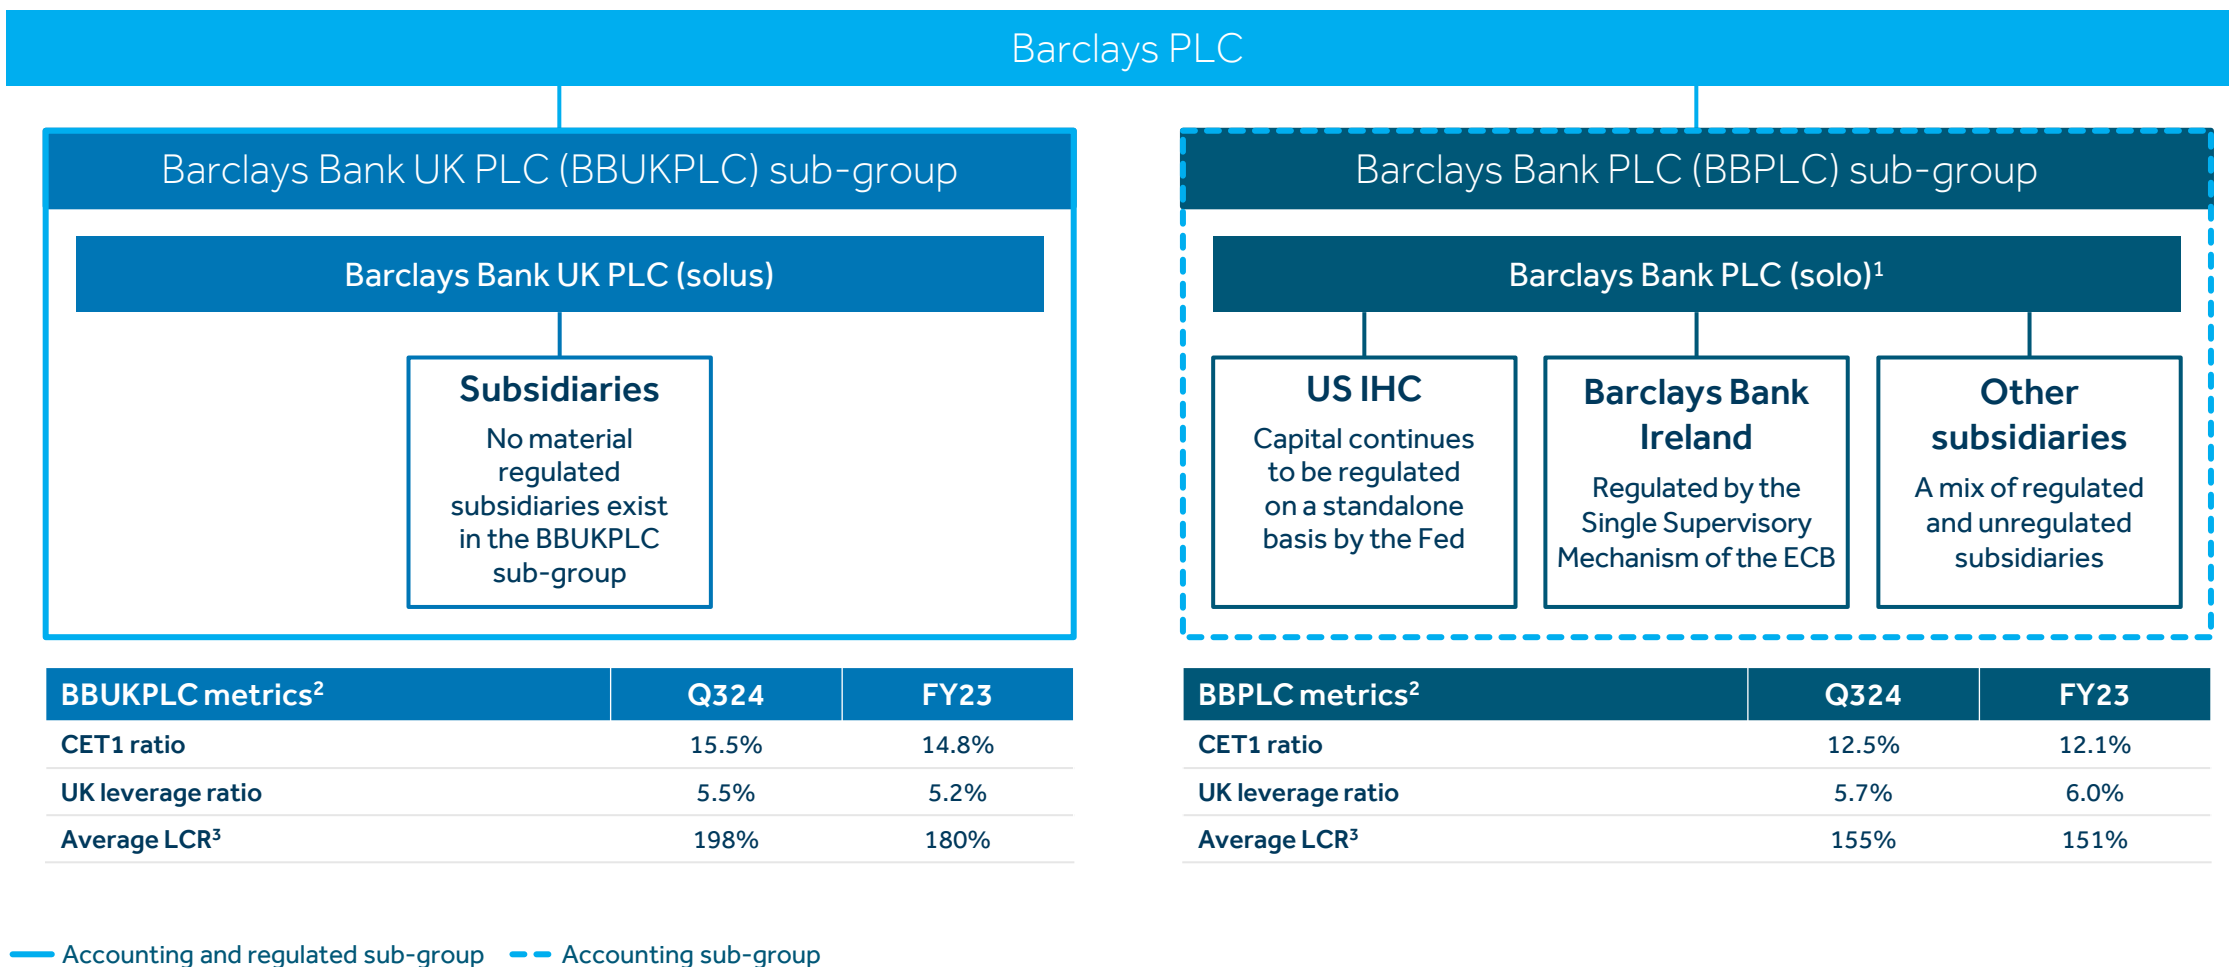 Barclays PLC
Barclays Bank UK PLC (BBUKPLC) sub-group
Barclays Bank UK PLC (solus)
Subsidiaries
No material
regulated
subsidiaries exist
in the BBUKPLC
sub-group
Barclays Bank PLC (BBPLC) sub-group
Barclays Bank PLC (solo)¹
US IHC
Capital continues
to be regulated
on a standalone
basis by the Fed
Barclays Bank
Ireland
Regulated by the
Single Supervisory
Mechanism of the ECB
Other
subsidiaries
A mix of regulated
and unregulated
subsidiaries
BBUKPLC metrics² Q324 FY23
CET1 ratio 15.5% 14.8%
UK leverage ratio 5.5% 5.2%
Average LCR³ 198% 180%
BBPLC metrics² Q324 FY23
CET1 ratio 12.5% 12.1%
UK leverage ratio 5.7% 6.0%
Average LCR³ 155% 151%
Accounting and regulated sub-group Accounting sub-group